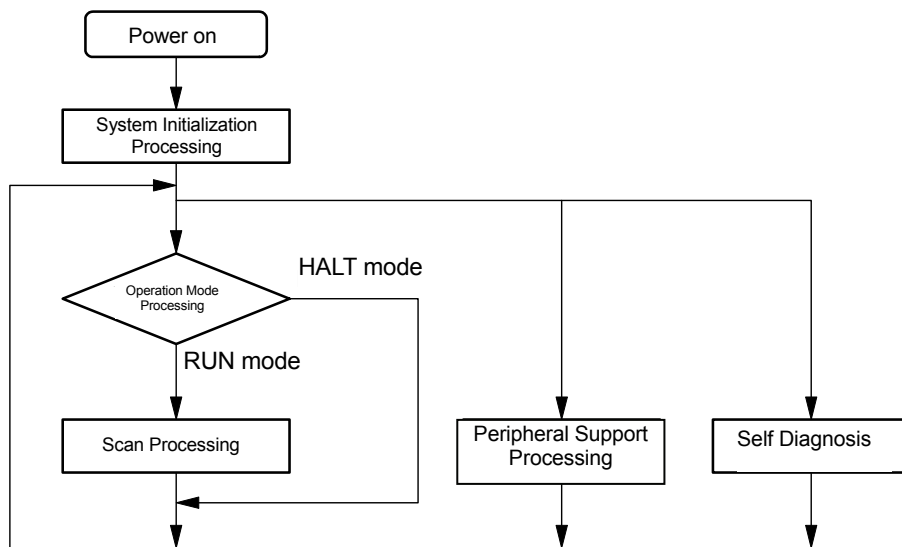 Power on
System Initialization
Processing
HALT mode
Operation Mode
Processing
RUN mode
Scan Processing
Peripheral Support
Processing
Self Diagnosis